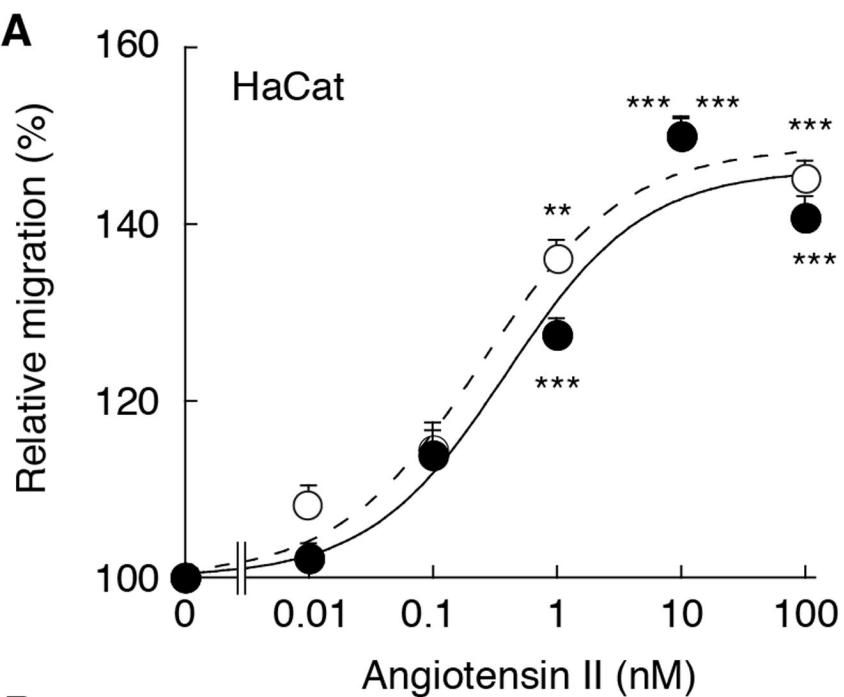 A
160
HaCat
*** ***
***
140
**
***
***
120
100
0 0.01 0.1 1 10 100
Relative migration (%)
Angiotensin II (nM)